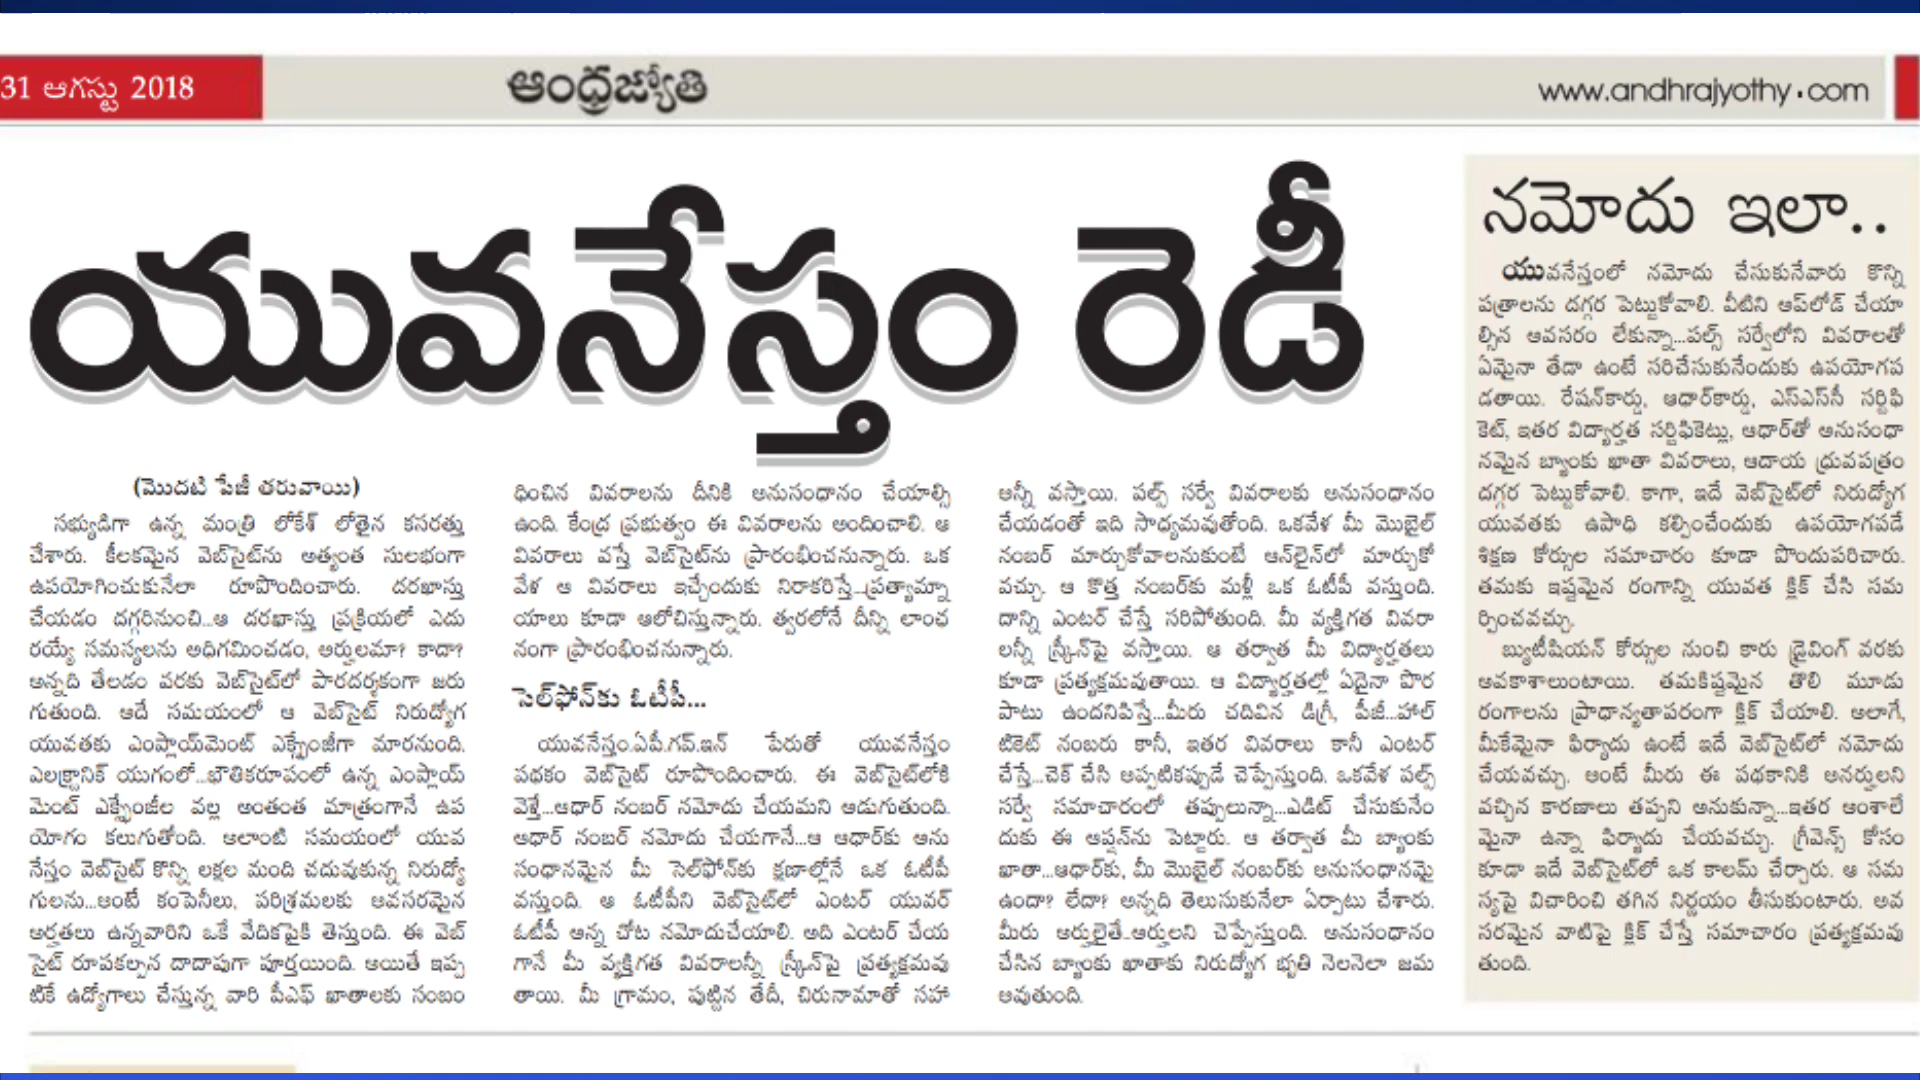 31 ఆగస్టు 2018
ఆంధ్రజ్యోతి
www.andhrajyothy.com
యువనేస్తం రెడీ
(మొదటి పేజీ తరువాయి)
సభ్యుడిగా ఉన్న మంత్రి లోకేశ్ లోతైన కసరత్తు
చేశారు. కీలకమైన వెబ్‌సైట్‌ను అత్యంత సులభంగా
ఉపయోగించుకునేలా రూపొందించారు. దరఖాస్తు
చేయడం దగ్గరినుంచి...ఆ దరఖాస్తు ప్రక్రియలో ఎదు
రయ్యే సమస్యలను అధిగమించడం, అర్హులమా? కాదా?
అన్నది తేలడం వరకు వెబ్‌సైట్‌లో పారదర్శకంగా జరు
గుతుంది. ఆదే సమయంలో ఆ వెబ్‌సైట్ నిరుద్యోగ
యువతకు ఎంప్లాయ్‌మెంట్ ఎక్స్ఛేంజీగా మారనుంది.
ఎలక్ట్రానిక్ యుగంలో...భౌతికరూపంలో ఉన్న ఎంప్లాయ్
మెంట్ ఎక్స్ఛేంజీల వల్ల అంతంత మాత్రంగానే ఉప
యోగం కలుగుతోంది. అలాంటి సమయంలో యువ
నేస్తం వెబ్‌సైట్ కొన్ని లక్షల మంది చదువుకున్న నిరుద్యో
గులను...అంటే కంపెనీలు, పరిశ్రమలకు అవసరమైన
అర్హతలు ఉన్నవారిని ఒకే వేదికపైకి తెస్తుంది. ఈ వెబ్
సైట్ రూపకల్పన దాదాపుగా పూర్తయింది. అయితే ఇప్ప
టికే ఉద్యోగాలు చేస్తున్న వారి పీఎఫ్ ఖాతాలకు సంబం
ధించిన వివరాలను దీనికి అనుసంధానం చేయాల్సి
ఉంది. కేంద్ర ప్రభుత్వం ఈ వివరాలను అందించాలి. ఆ
వివరాలు వస్తే వెబ్‌సైట్‌ను ప్రారంభించనున్నారు. ఒక
వేళ ఆ వివరాలు ఇచ్చేందుకు నిరాకరిస్తే...ప్రత్యామ్నా
యాలు కూడా ఆలోచిస్తున్నారు. త్వరలోనే దీన్ని లాంఛ
నంగా ప్రారంభించనున్నారు.
సెల్‌ఫోన్‌కు ఓటీపీ...
యువనేస్తం.ఏపీ.గవ్.ఇన్ పేరుతో యువనేస్తం
పథకం వెబ్‌సైట్ రూపొందించారు. ఈ వెబ్‌సైట్‌లోకి
వెళ్తే...ఆధార్ నంబర్ నమోదు చేయమని ఆడుగుతుంది.
ఆధార్ నంబర్ నమోదు చేయగానే...ఆ ఆధార్‌కు అను
సంధానమైన మీ సెల్‌ఫోన్‌కు క్షణాల్లోనే ఒక ఓటీపీ
వస్తుంది. ఆ ఓటీపీని వెబ్‌సైట్‌లో ఎంటర్ యువర్
ఓటీపీ అన్న చోట నమోదుచేయాలి. అది ఎంటర్ చేయ
గానే మీ వ్యక్తిగత వివరాలన్నీ స్క్రీన్‌పై ప్రత్యక్షమవు
తాయి. మీ గ్రామం, పుట్టిన తేదీ, చిరునామాతో సహా
అన్నీ వస్తాయి. పల్స్ సర్వే వివరాలకు అనుసంధానం
చేయడంతో ఇది సాధ్యమవుతోంది. ఒకవేళ మీ మొబైల్
నంబర్ మార్చుకోవాలనుకుంటే ఆన్‌లైన్‌లో మార్చుకో
వచ్చు. ఆ కొత్త నంబర్‌కు మళ్లీ ఒక ఓటీపీ వస్తుంది.
దాన్ని ఎంటర్ చేస్తే సరిపోతుంది. మీ వ్యక్తిగత వివరా
లన్నీ స్క్రీన్‌పై వస్తాయి. ఆ తర్వాత మీ విద్యార్హతలు
కూడా ప్రత్యక్షమవుతాయి. ఆ విద్యార్హతల్లో ఏదైనా పొర
పాటు ఉందనిపిస్తే...మీరు చదివిన డిగ్రీ, పీజీ...హాల్
టికెట్ నంబరు కానీ, ఇతర వివరాలు కానీ ఎంటర్
చేస్తే...చెక్ చేసి అప్పటికప్పుడే చెప్పేస్తుంది. ఒకవేళ పల్స్
సర్వే సమాచారంలో తప్పులున్నా...ఎడిట్ చేసుకునేం
దుకు ఈ ఆప్షన్‌ను పెట్టారు. ఆ తర్వాత మీ బ్యాంకు
ఖాతా...ఆధార్‌కు, మీ మొబైల్ నంబర్‌కు అనుసంధానమై
ఉందా? లేదా? అన్నది తెలుసుకునేలా ఏర్పాటు చేశారు.
మీరు అర్హులైతే..అర్హులని చెప్పేస్తుంది. అనుసంధానం
చేసిన బ్యాంకు ఖాతాకు నిరుద్యోగ భృతి నెలనెలా జమ
అవుతుంది.
నమోదు ఇలా..
యువనేస్తంలో నమోదు చేసుకునేవారు కొన్ని
పత్రాలను దగ్గర పెట్టుకోవాలి. వీటిని అప్‌లోడ్ చేయా
ల్సిన ఆవసరం లేకున్నా...పల్స్ సర్వేలోని వివరాలతో
ఏమైనా తేడా ఉంటే సరిచేసుకునేందుకు ఉపయోగప
డతాయి. రేషన్‌కార్డు, ఆధార్‌కార్డు, ఎస్ఎస్‌సీ సర్టిఫి
కెట్, ఇతర విద్యార్హత సర్టిఫికెట్లు, ఆధార్‌తో అనుసంధా
నమైన బ్యాంకు ఖాతా వివరాలు, ఆదాయ ధ్రువపత్రం
దగ్గర పెట్టుకోవాలి. కాగా, ఇదే వెబ్‌సైట్‌లో నిరుద్యోగ
యువతకు ఉపాధి కల్పించేందుకు ఉపయోగపడే
శిక్షణ కోర్సుల సమాచారం కూడా పొందుపరిచారు.
తమకు ఇష్టమైన రంగాన్ని యువత క్లిక్ చేసి సమ
ర్పించవచ్చు.
బ్యుటీషియన్ కోర్సుల నుంచి కారు డ్రైవింగ్ వరకు
అవకాశాలుంటాయి. తమకిష్టమైన తొలి మూడు
రంగాలను ప్రాధాన్యతాపరంగా క్లిక్ చేయాలి. అలాగే,
మీకేమైనా ఫిర్యాదు ఉంటే ఇదే వెబ్‌సైట్‌లో నమోదు
చేయవచ్చు. అంటే మీరు ఈ పథకానికి అనర్హులని
వచ్చిన కారణాలు తప్పని అనుకున్నా...ఇతర అంశాలే
మైనా ఉన్నా ఫిర్యాదు చేయవచ్చు. గ్రీవెన్స్ కోసం
కూడా ఇదే వెబ్‌సైట్‌లో ఒక కాలమ్ చేర్చారు. ఆ సమ
స్యపై విచారించి తగిన నిర్ణయం తీసుకుంటారు. అవ
సరమైన వాటిపై క్లిక్ చేస్తే సమాచారం ప్రత్యక్షమవు
తుంది.